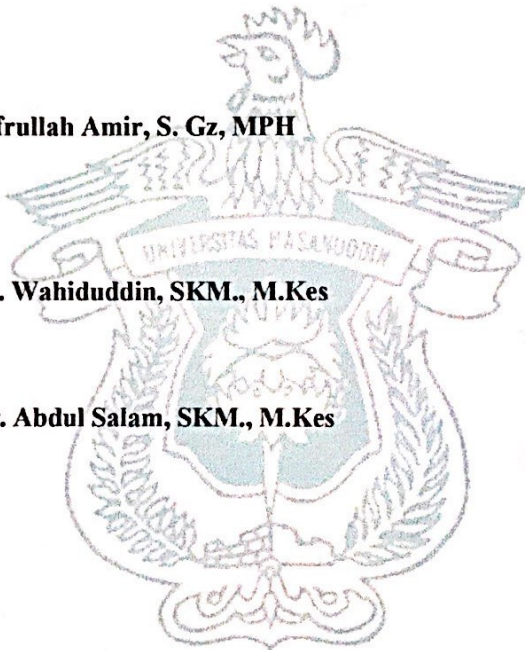 frullah Amir, S. Gz, MPH
UNIVERSITAS HASANUDDIN
. Wahiduddin, SKM., M.Kes
. Abdul Salam, SKM., M.Kes